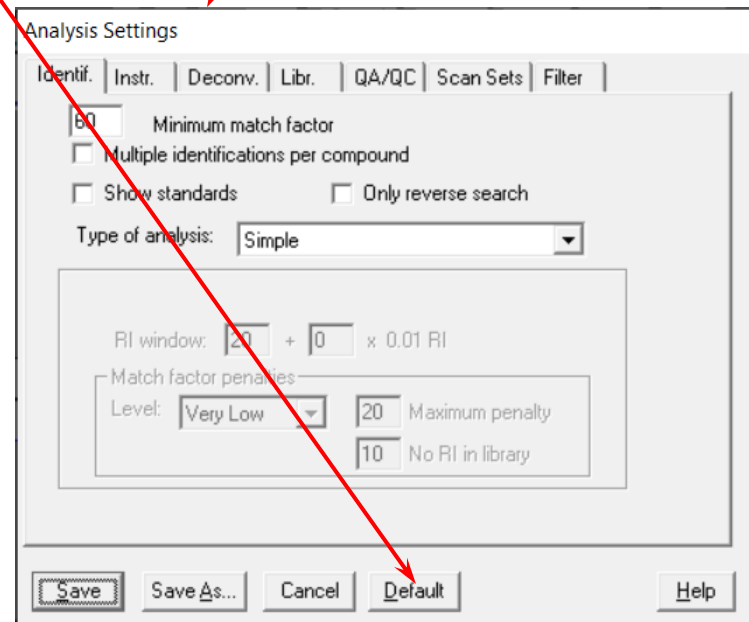 Analysis Settings
Identif. Instr. Deconv. Libr. QA/QC Scan Sets Filter
60 Minimum match factor
Multiple identifications per compound
Show standards Only reverse search
Type of analysis: Simple
RI window: 20 + 0 x 0.01 RI
Match factor penalties
Level: Very Low 20 Maximum penalty
10 No RI in library
Save Save As... Cancel Default Help